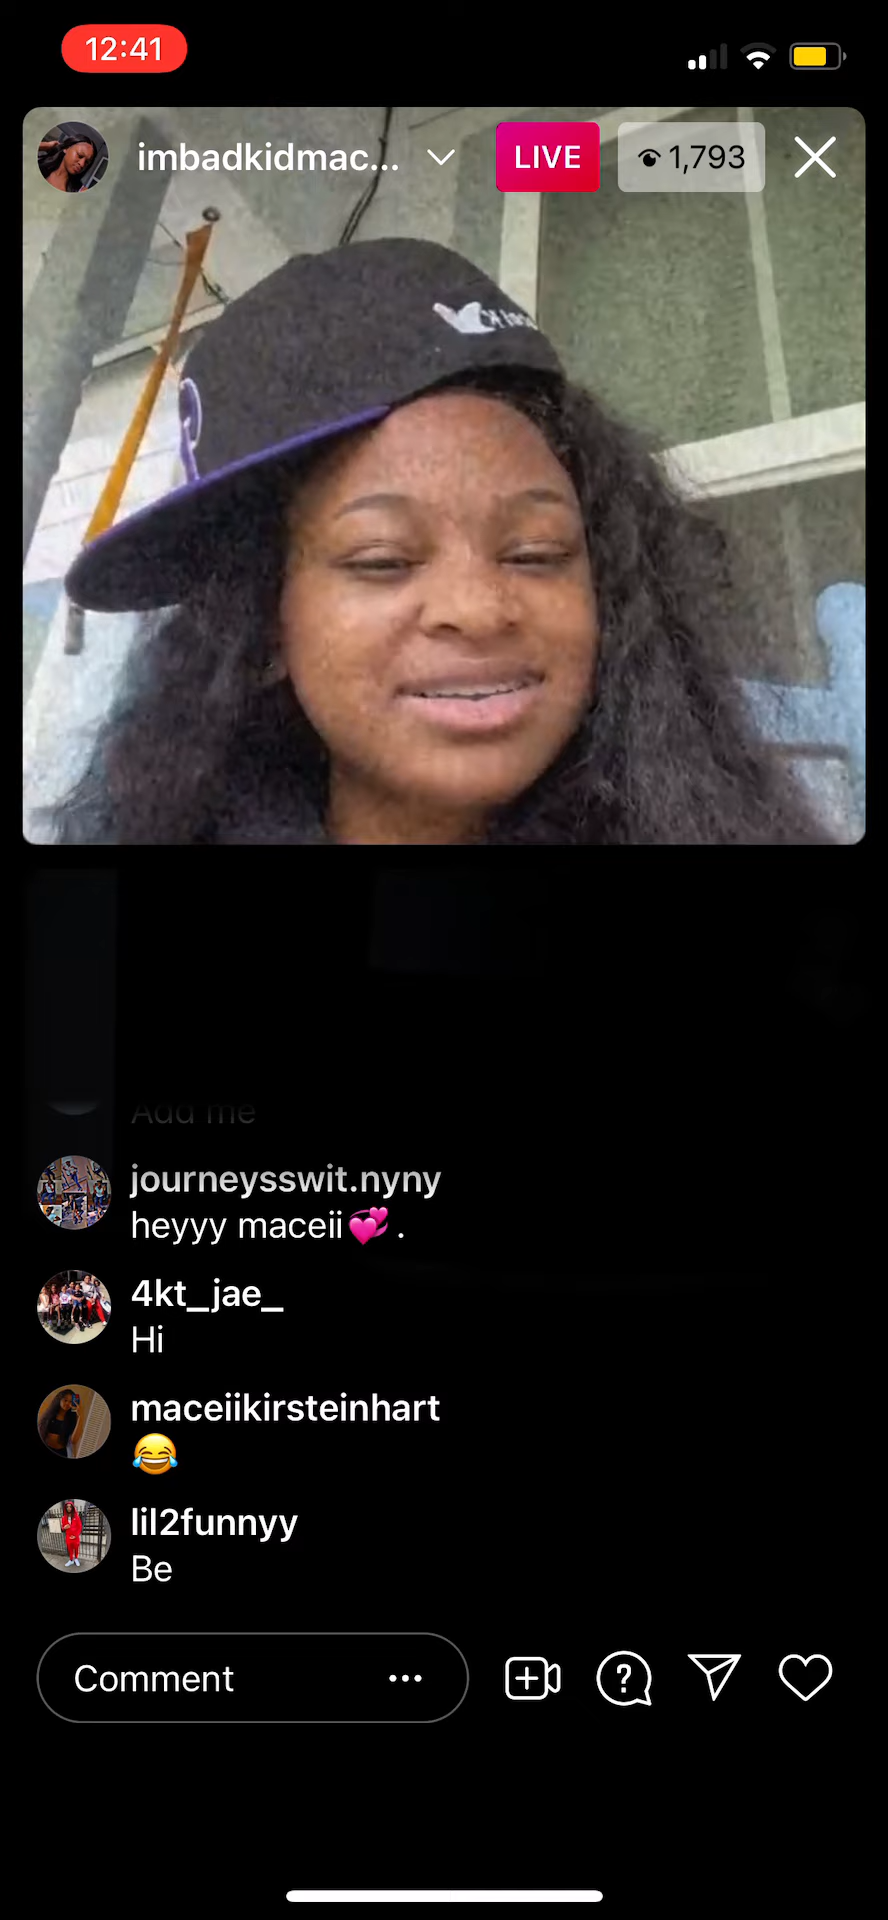 12:41
imbadkidmac...
LIVE
1,793
Add me
journeysswit.nyny
heyyy maceii💞.
4kt_jae_
Hi
maceiikirsteinhart
😂
lil2funnyy
Be
Comment